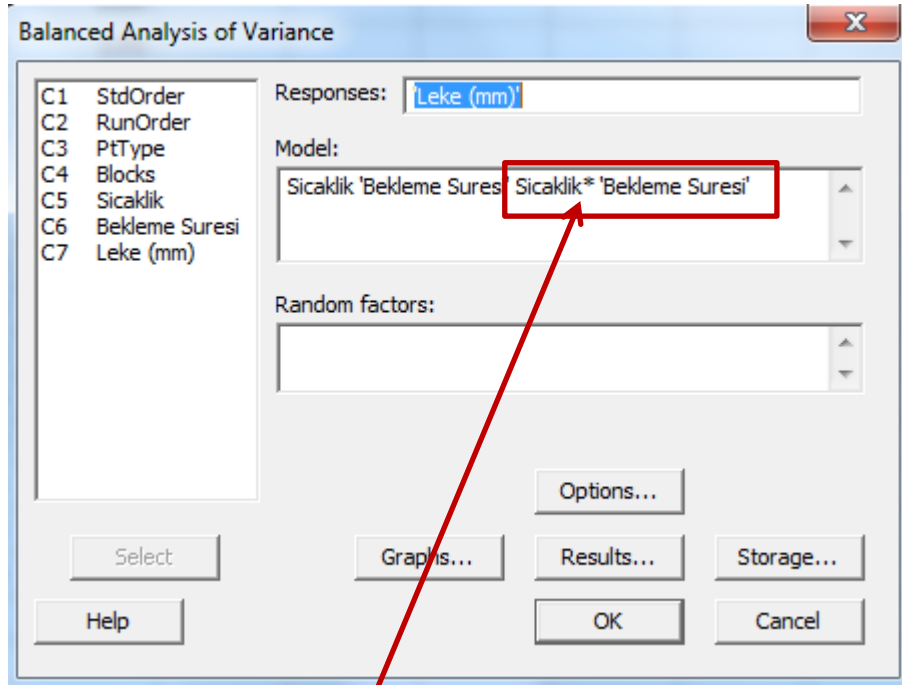 Balanced Analysis of Variance
C1 StdOrder
C2 RunOrder
C3 PtType
C4 Blocks
C5 Sicaklik
C6 Bekleme Suresi
C7 Leke (mm)
Responses: 'Leke (mm)'
Model:
Sicaklik 'Bekleme Suresi' Sicaklik* 'Bekleme Suresi'
Random factors:
Options...
Select
Graphs...
Results...
Storage...
Help
OK
Cancel